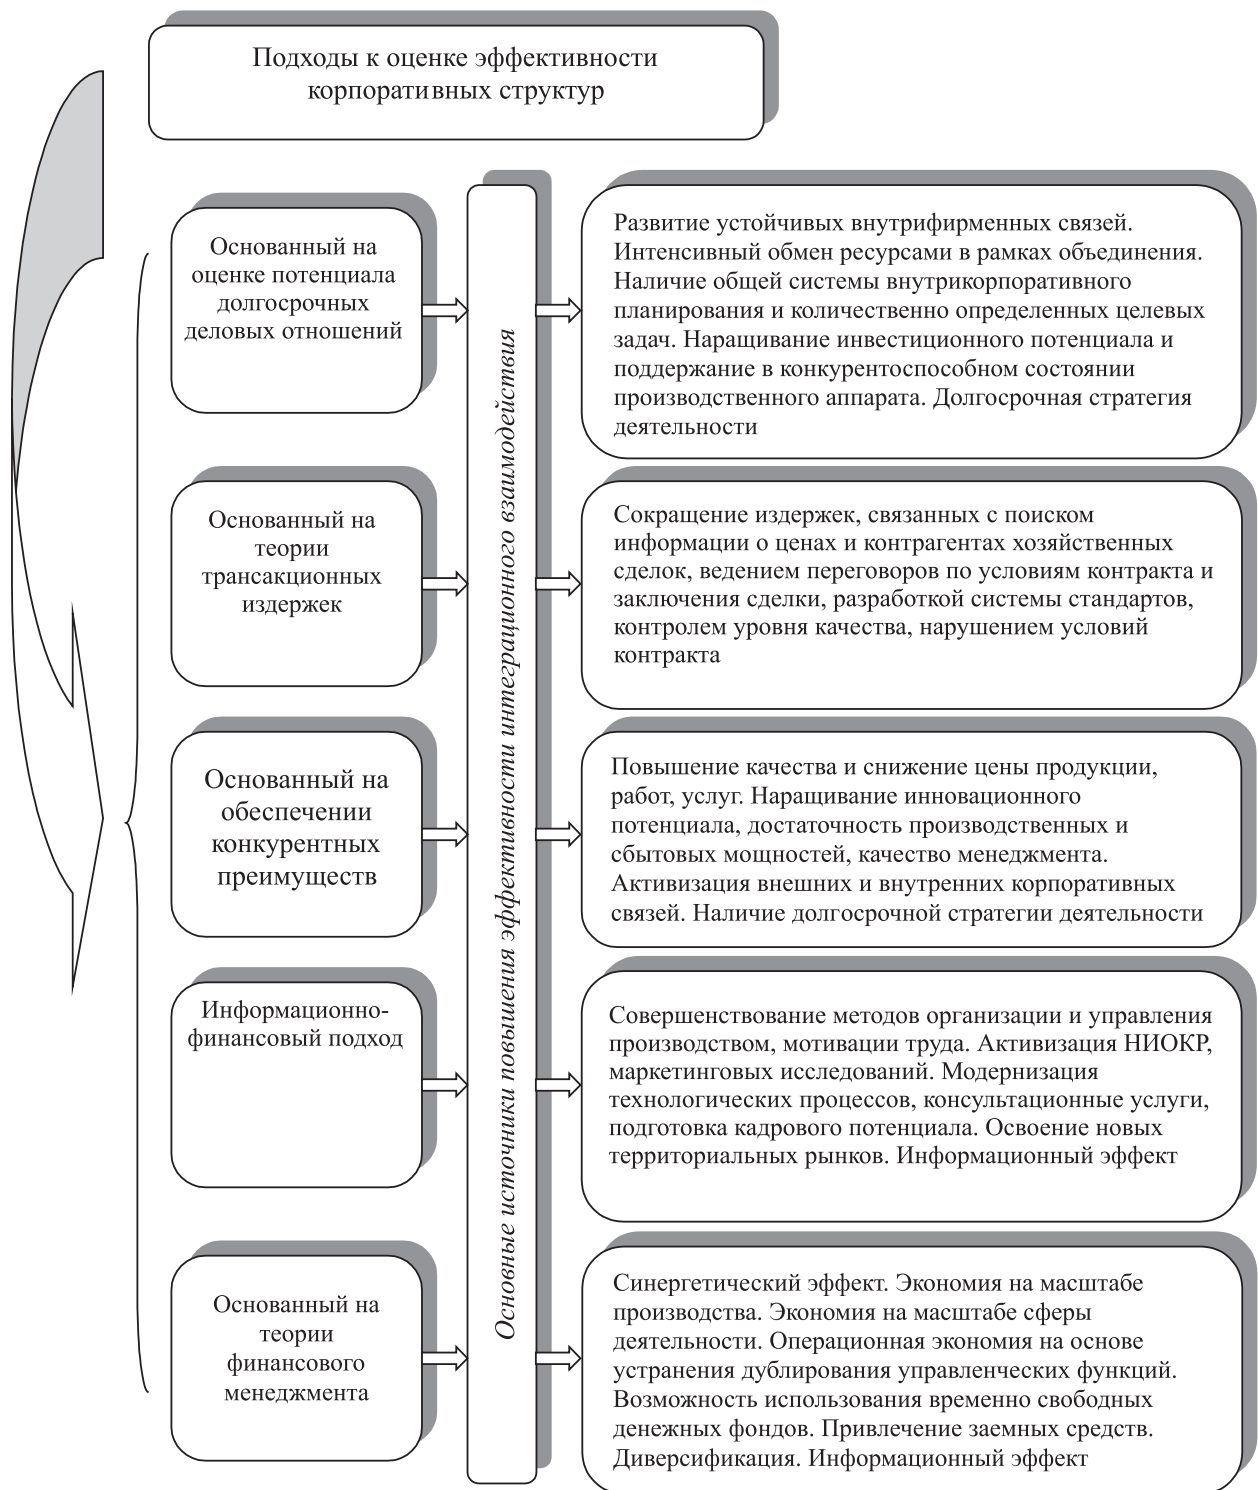 Подходы к оценке эффективности
корпоративных структур
Основанный на
оценке потенциала
долгосрочных
деловых отношений
Развитие устойчивых внутрифирменных связей.
Интенсивный обмен ресурсами в рамках объединения.
Наличие общей системы внутрикорпоративного
планирования и количественно определенных целевых
задач. Наращивание инвестиционного потенциала и
поддержание в конкурентоспособном состоянии
производственного аппарата. Долгосрочная стратегия
деятельности
Основные источники повышения эффективности интеграционного взаимодействия
Основанный на
теории
трансакционных
издержек
Сокращение издержек, связанных с поиском
информации о ценах и контрагентах хозяйственных
сделок, ведением переговоров по условиям контракта и
заключения сделки, разработкой системы стандартов,
контролем уровня качества, нарушением условий
контракта
Основанный на
обеспечении
конкурентных
преимуществ
Повышение качества и снижение цены продукции,
работ, услуг. Наращивание инновационного
потенциала, достаточность производственных и
сбытовых мощностей, качество менеджмента.
Активизация внешних и внутренних корпоративных
связей. Наличие долгосрочной стратегии деятельности
Информационно-
финансовый подход
Совершенствование методов организации и управления
производством, мотивации труда. Активизация НИОКР,
маркетинговых исследований. Модернизация
технологических процессов, консультационные услуги,
подготовка кадрового потенциала. Освоение новых
территориальных рынков. Информационный эффект
Основанный на
теории
финансового
менеджмента
Синергетический эффект. Экономия на масштабе
производства. Экономия на масштабе сферы
деятельности. Операционная экономия на основе
устранения дублирования управленческих функций.
Возможность использования временно свободных
денежных фондов. Привлечение заемных средств.
Диверсификация. Информационный эффект